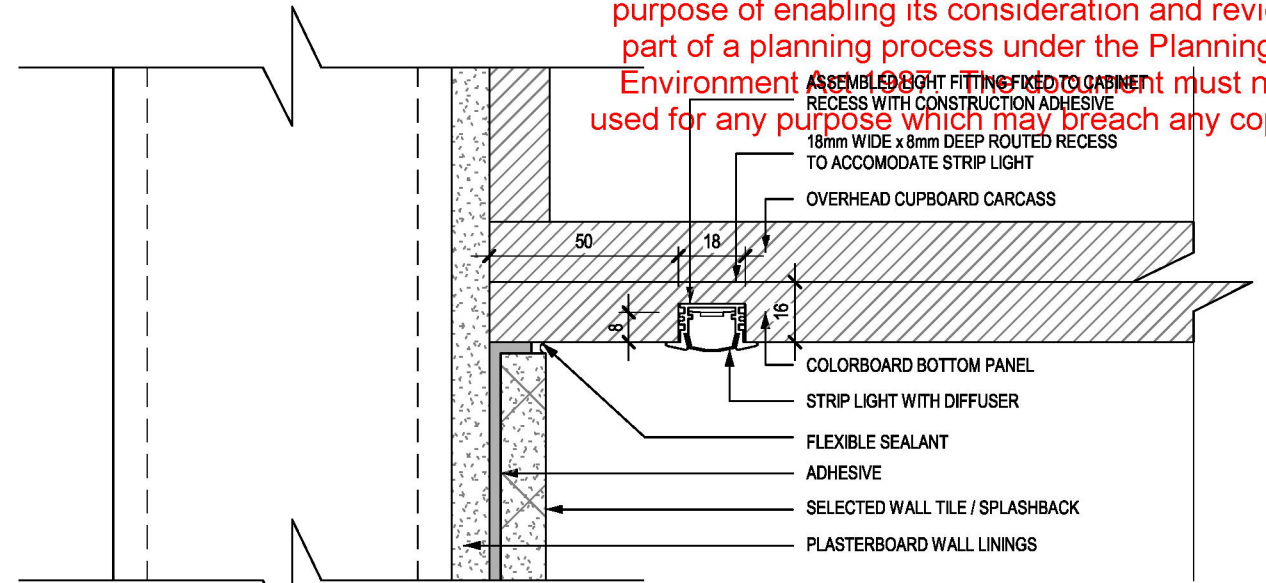 purpose of enabling its consideration and revi
part of a planning process under the Planning
Environment Act 1987. The document must n
used for any purpose which may breach any co
ASSEMBLED LIGHT FITTING FIXED TO CABINET
RECESS WITH CONSTRUCTION ADHESIVE
18mm WIDE x 8mm DEEP ROUTED RECESS
TO ACCOMODATE STRIP LIGHT
OVERHEAD CUPBOARD CARCASS
50
18
16
8
COLORBOARD BOTTOM PANEL
STRIP LIGHT WITH DIFFUSER
FLEXIBLE SEALANT
ADHESIVE
SELECTED WALL TILE / SPLASHBACK
PLASTERBOARD WALL LININGS